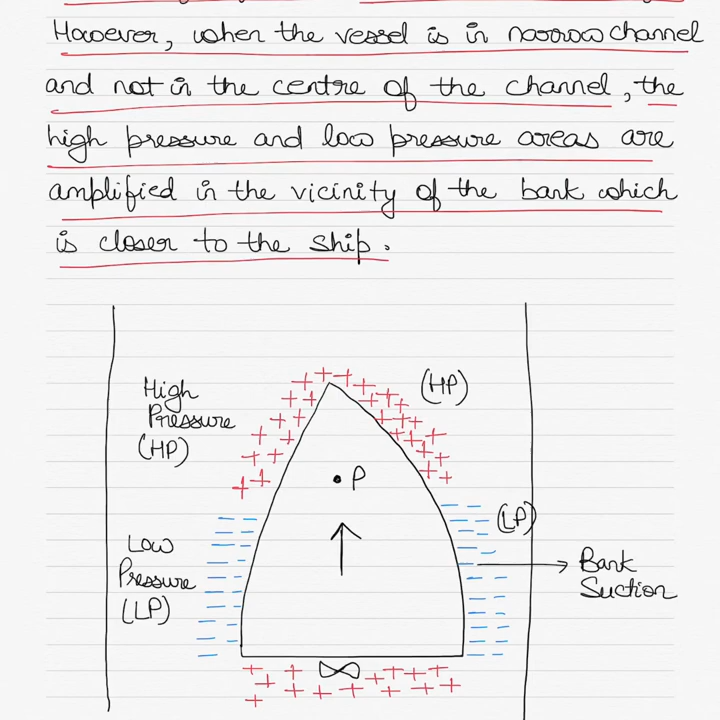 However, when the vessel is in narrow channel
and not in the centre of the channel, the
high pressure and low pressure areas are
amplified in the vicinity of the bank which
is closer to the ship.
High
Pressure
(HP)
(HP)
P
(LP)
Low
Pressure
(LP)
Bank
Suction